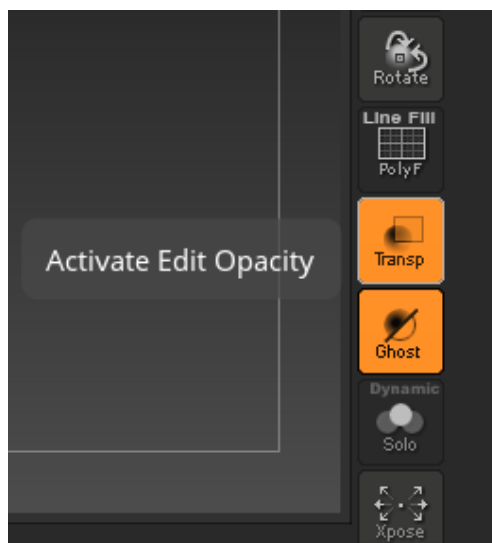 Rotate
Line Fill
PolyF
Activate Edit Opacity
Transp
Ghost
Dynamic
Solo
Xpose